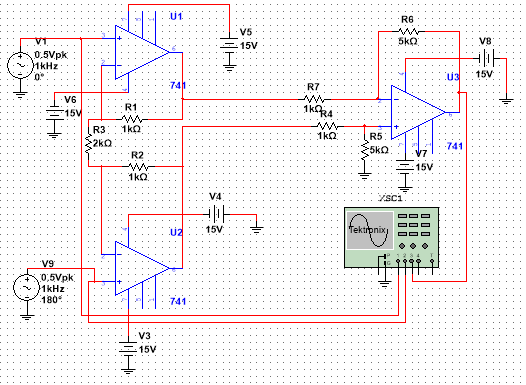 U1
V1
0.5Vpk
1kHz
0°
V5
15V
741
V6
15V
R1
1kΩ
R3
2kΩ
R2
1kΩ
R6
5kΩ
V8
15V
U3
R7
1kΩ
R4
1kΩ
R5
5kΩ
V7
15V
741
XSC1
Tektronix
V4
15V
U2
V9
0.5Vpk
1kHz
180°
741
V3
15V